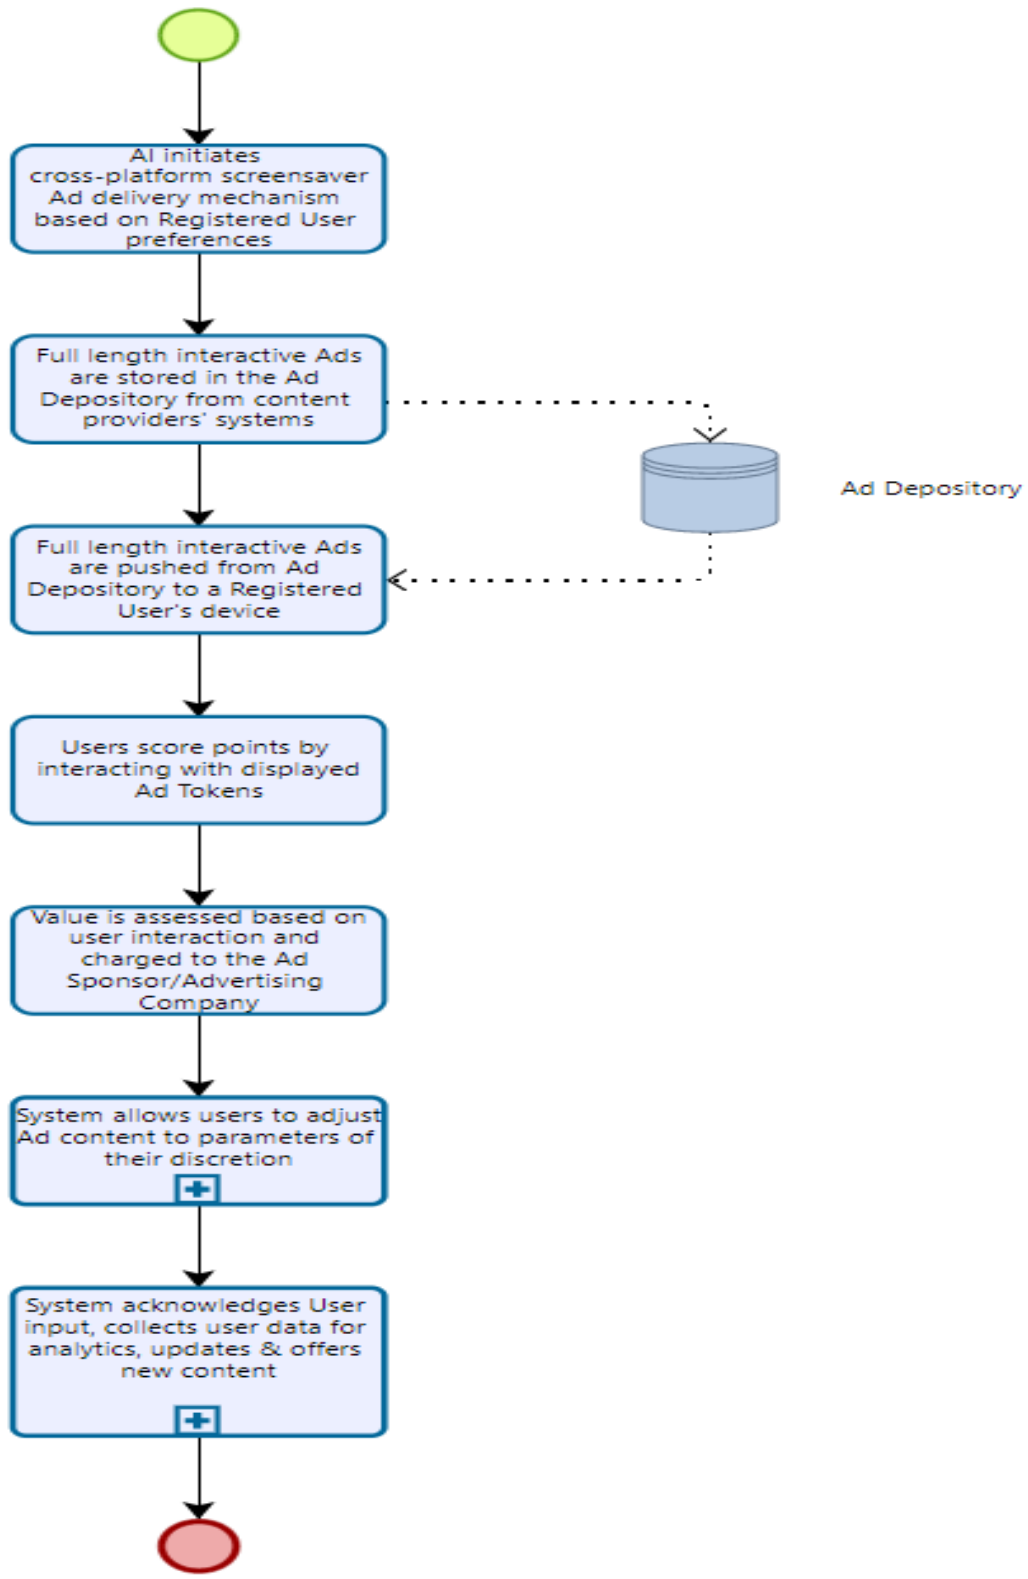 AI initiates
cross-platform screensaver
Ad delivery mechanism
based on Registered User
preferences
Full length interactive Ads
are stored in the Ad
Depository from content
providers' systems
Ad Depository
Full length interactive Ads
are pushed from Ad
Depository to a Registered
User's device
Users score points by
interacting with displayed
Ad Tokens
Value is assessed based on
user interaction and
charged to the Ad
Sponsor/Advertising
Company
System allows users to adjust
Ad content to parameters of
their discretion
System acknowledges User
input, collects user data for
analytics, updates & offers
new content